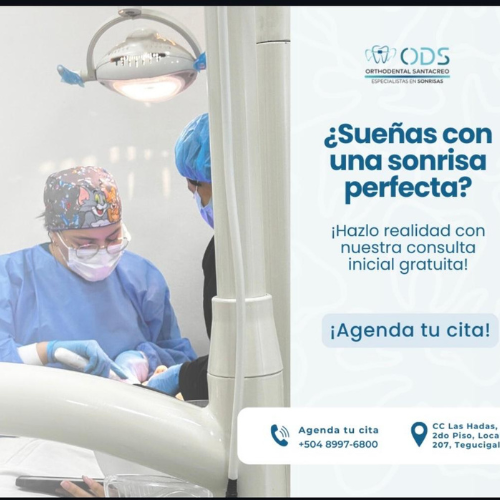 ODS
ORTHODENTAL SANTACREO
ESPECIALISTAS EN SONRISAS
¿Sueñas con
una sonrisa
perfecta?
¡Hazlo realidad con
nuestra consulta
inicial gratuita!
¡Agenda tu cita!
Agenda tu cita
+504 8997-6800
CC Las Hadas,
2do Piso, Loca
207, Tegucigal